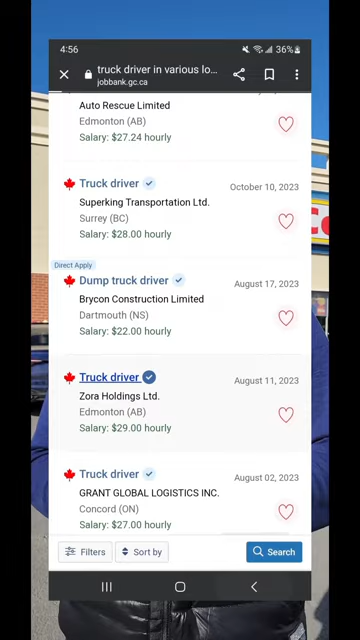 4:56
36%
truck driver in various lo...
jobbank.gc.ca
Auto Rescue Limited
Edmonton (AB)
Salary: $27.24 hourly
Truck driver
October 10, 2023
Superking Transportation Ltd.
Surrey (BC)
Salary: $28.00 hourly
Direct Apply
Dump truck driver
August 17, 2023
Brycon Construction Limited
Dartmouth (NS)
Salary: $22.00 hourly
Truck driver
August 11, 2023
Zora Holdings Ltd.
Edmonton (AB)
Salary: $29.00 hourly
Truck driver
August 02, 2023
GRANT GLOBAL LOGISTICS INC.
Concord (ON)
Salary: $27.00 hourly
Filters
Sort by
Search